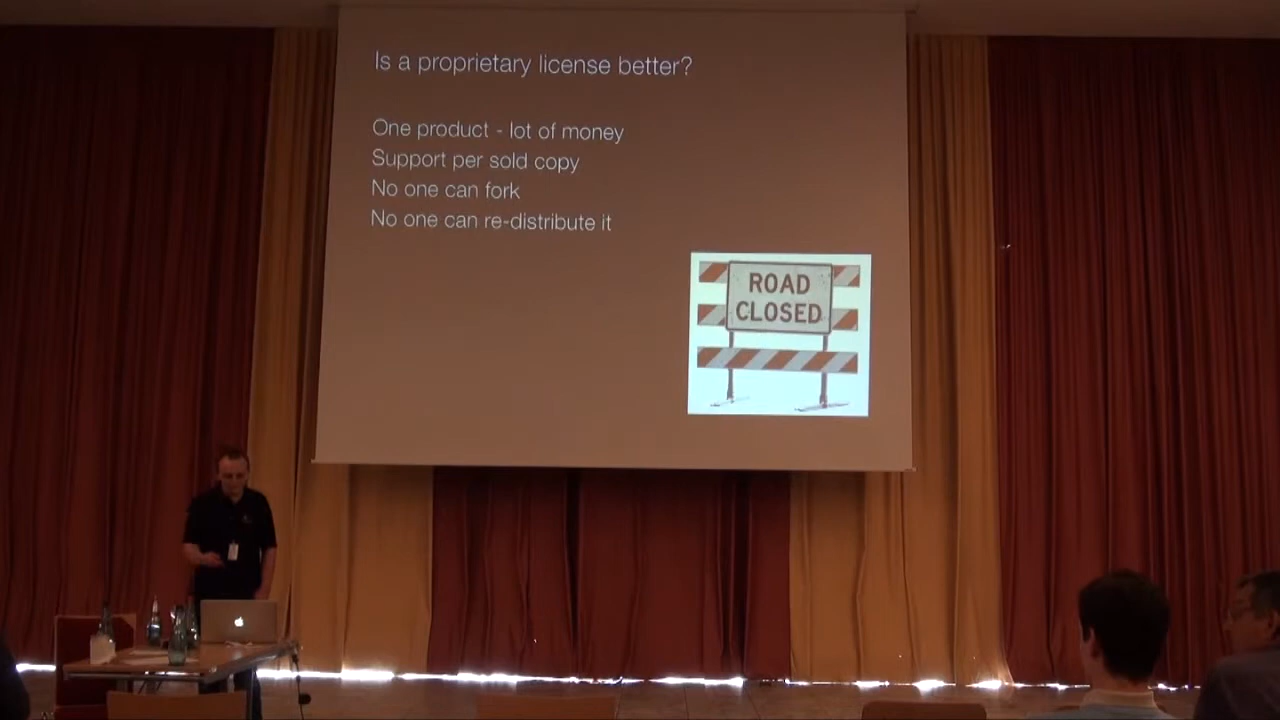 Is a proprietary license better?
One product - lot of money
Support per sold copy
No one can fork
No one can re-distribute it
ROAD
CLOSED